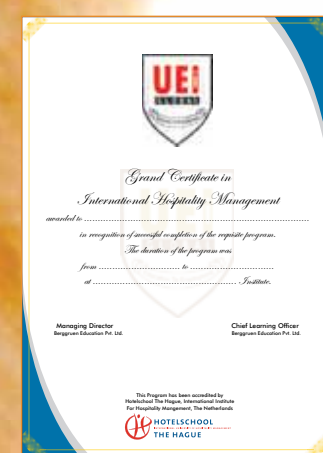 UEI
GLOBAL
Grand Certificate in
International Hospitality Management
awarded to ..........................................................................................
in recognition of successful completion of the requisite program.
The duration of the program was
from ................................ to .................................
at ......................................................... Institute.
Managing Director
Berggruen Education Pvt. Ltd.
Chief Learning Officer
Berggruen Education Pvt. Ltd.
This Program has been accredited by
Hotelschool The Hague, International Institute
For Hospitality Mangement, The Netherlands
HOTELSCHOOL
THE HAGUE